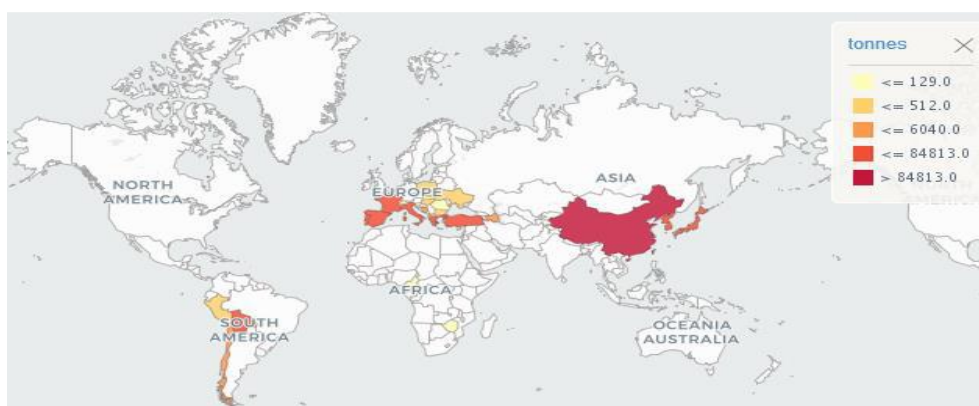 tonnes
<= 129.0
<= 512.0
<= 6040.0
<= 84813.0
> 84813.0
NORTH
AMERICA
EUROPE
ASIA
AFRICA
SOUTH
AMERICA
OCEANIA
AUSTRALIA